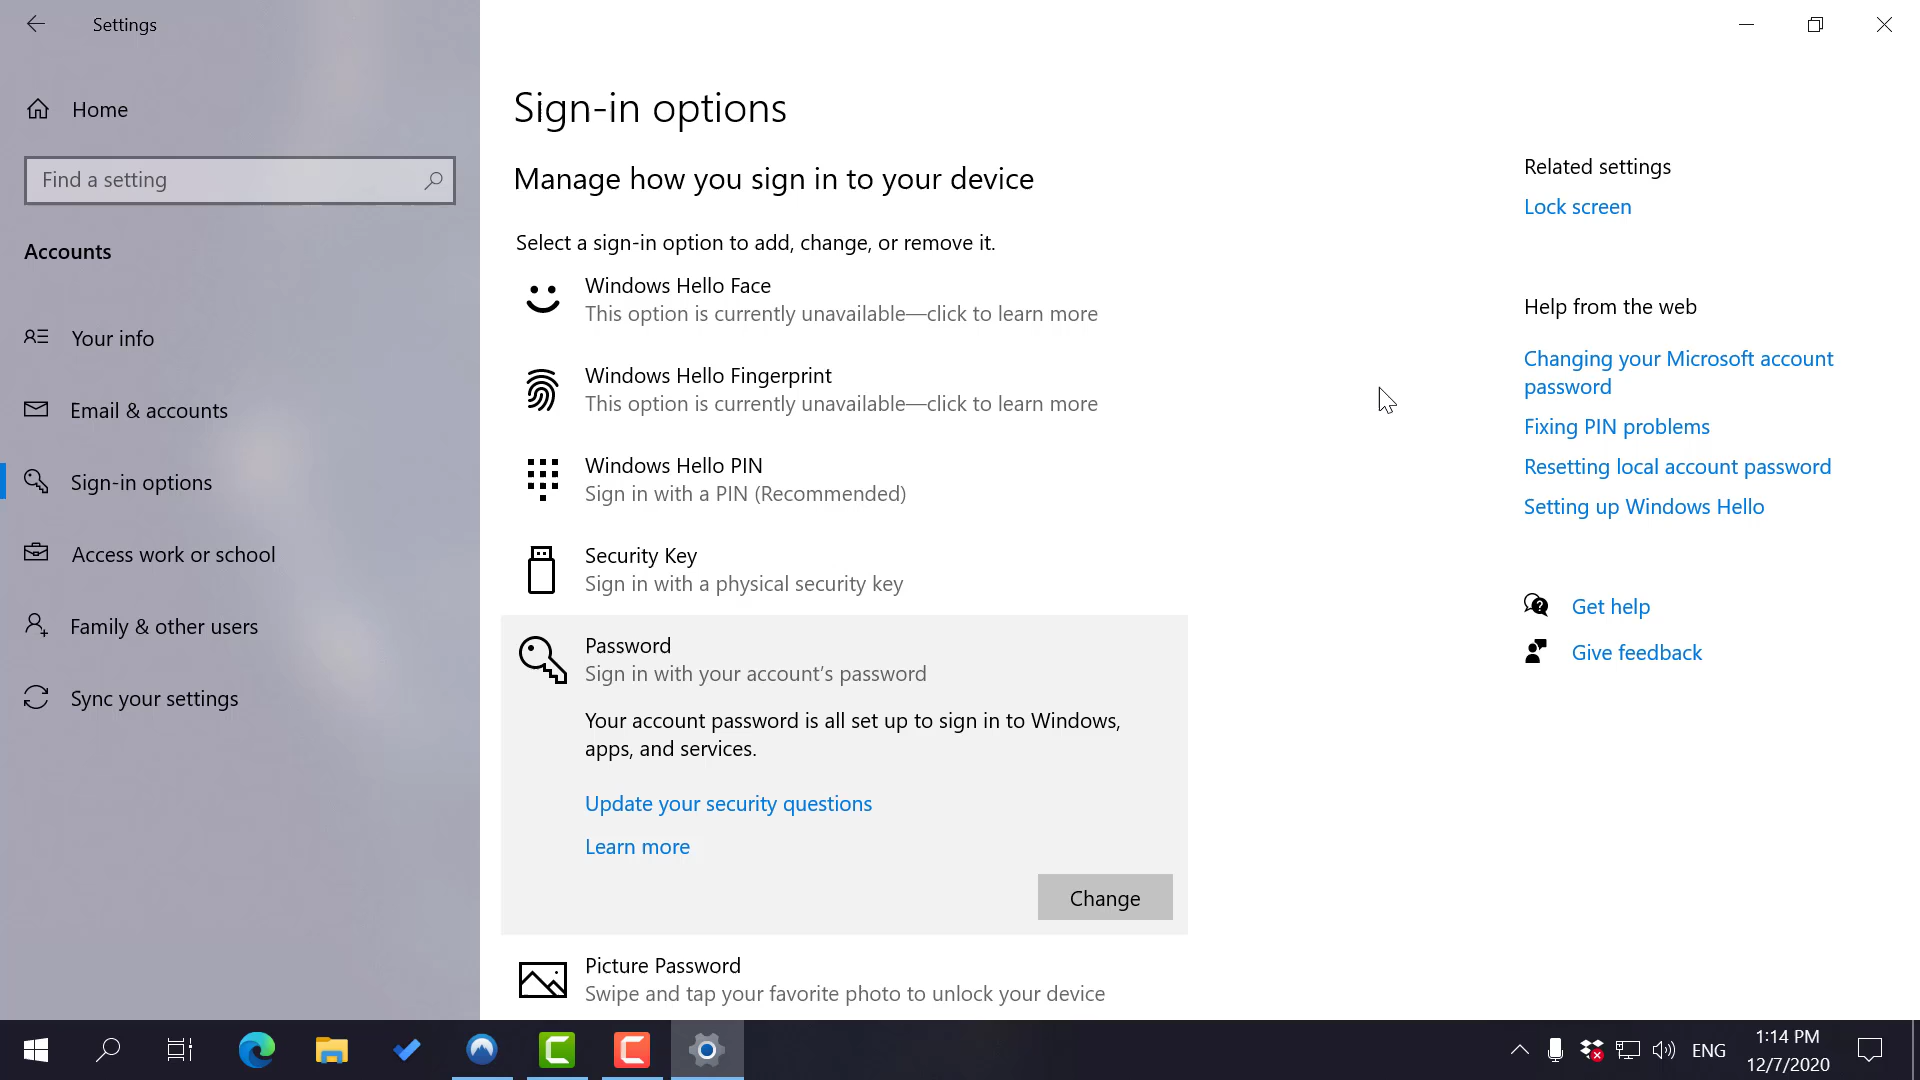 Settings
Home
Find a setting
Accounts
Your info
Email & accounts
Sign-in options
Access work or school
Family & other users
Sync your settings
Sign-in options
Manage how you sign in to your device
Select a sign-in option to add, change, or remove it.
Windows Hello Face
This option is currently unavailable—click to learn more
Windows Hello Fingerprint
This option is currently unavailable—click to learn more
Windows Hello PIN
Sign in with a PIN (Recommended)
Security Key
Sign in with a physical security key
Password
Sign in with your account's password
Your account password is all set up to sign in to Windows,
apps, and services.
Update your security questions
Learn more
Change
Picture Password
Swipe and tap your favorite photo to unlock your device
Related settings
Lock screen
Help from the web
Changing your Microsoft account
password
Fixing PIN problems
Resetting local account password
Setting up Windows Hello
Get help
Give feedback
ENG
1:14 PM
12/7/2020